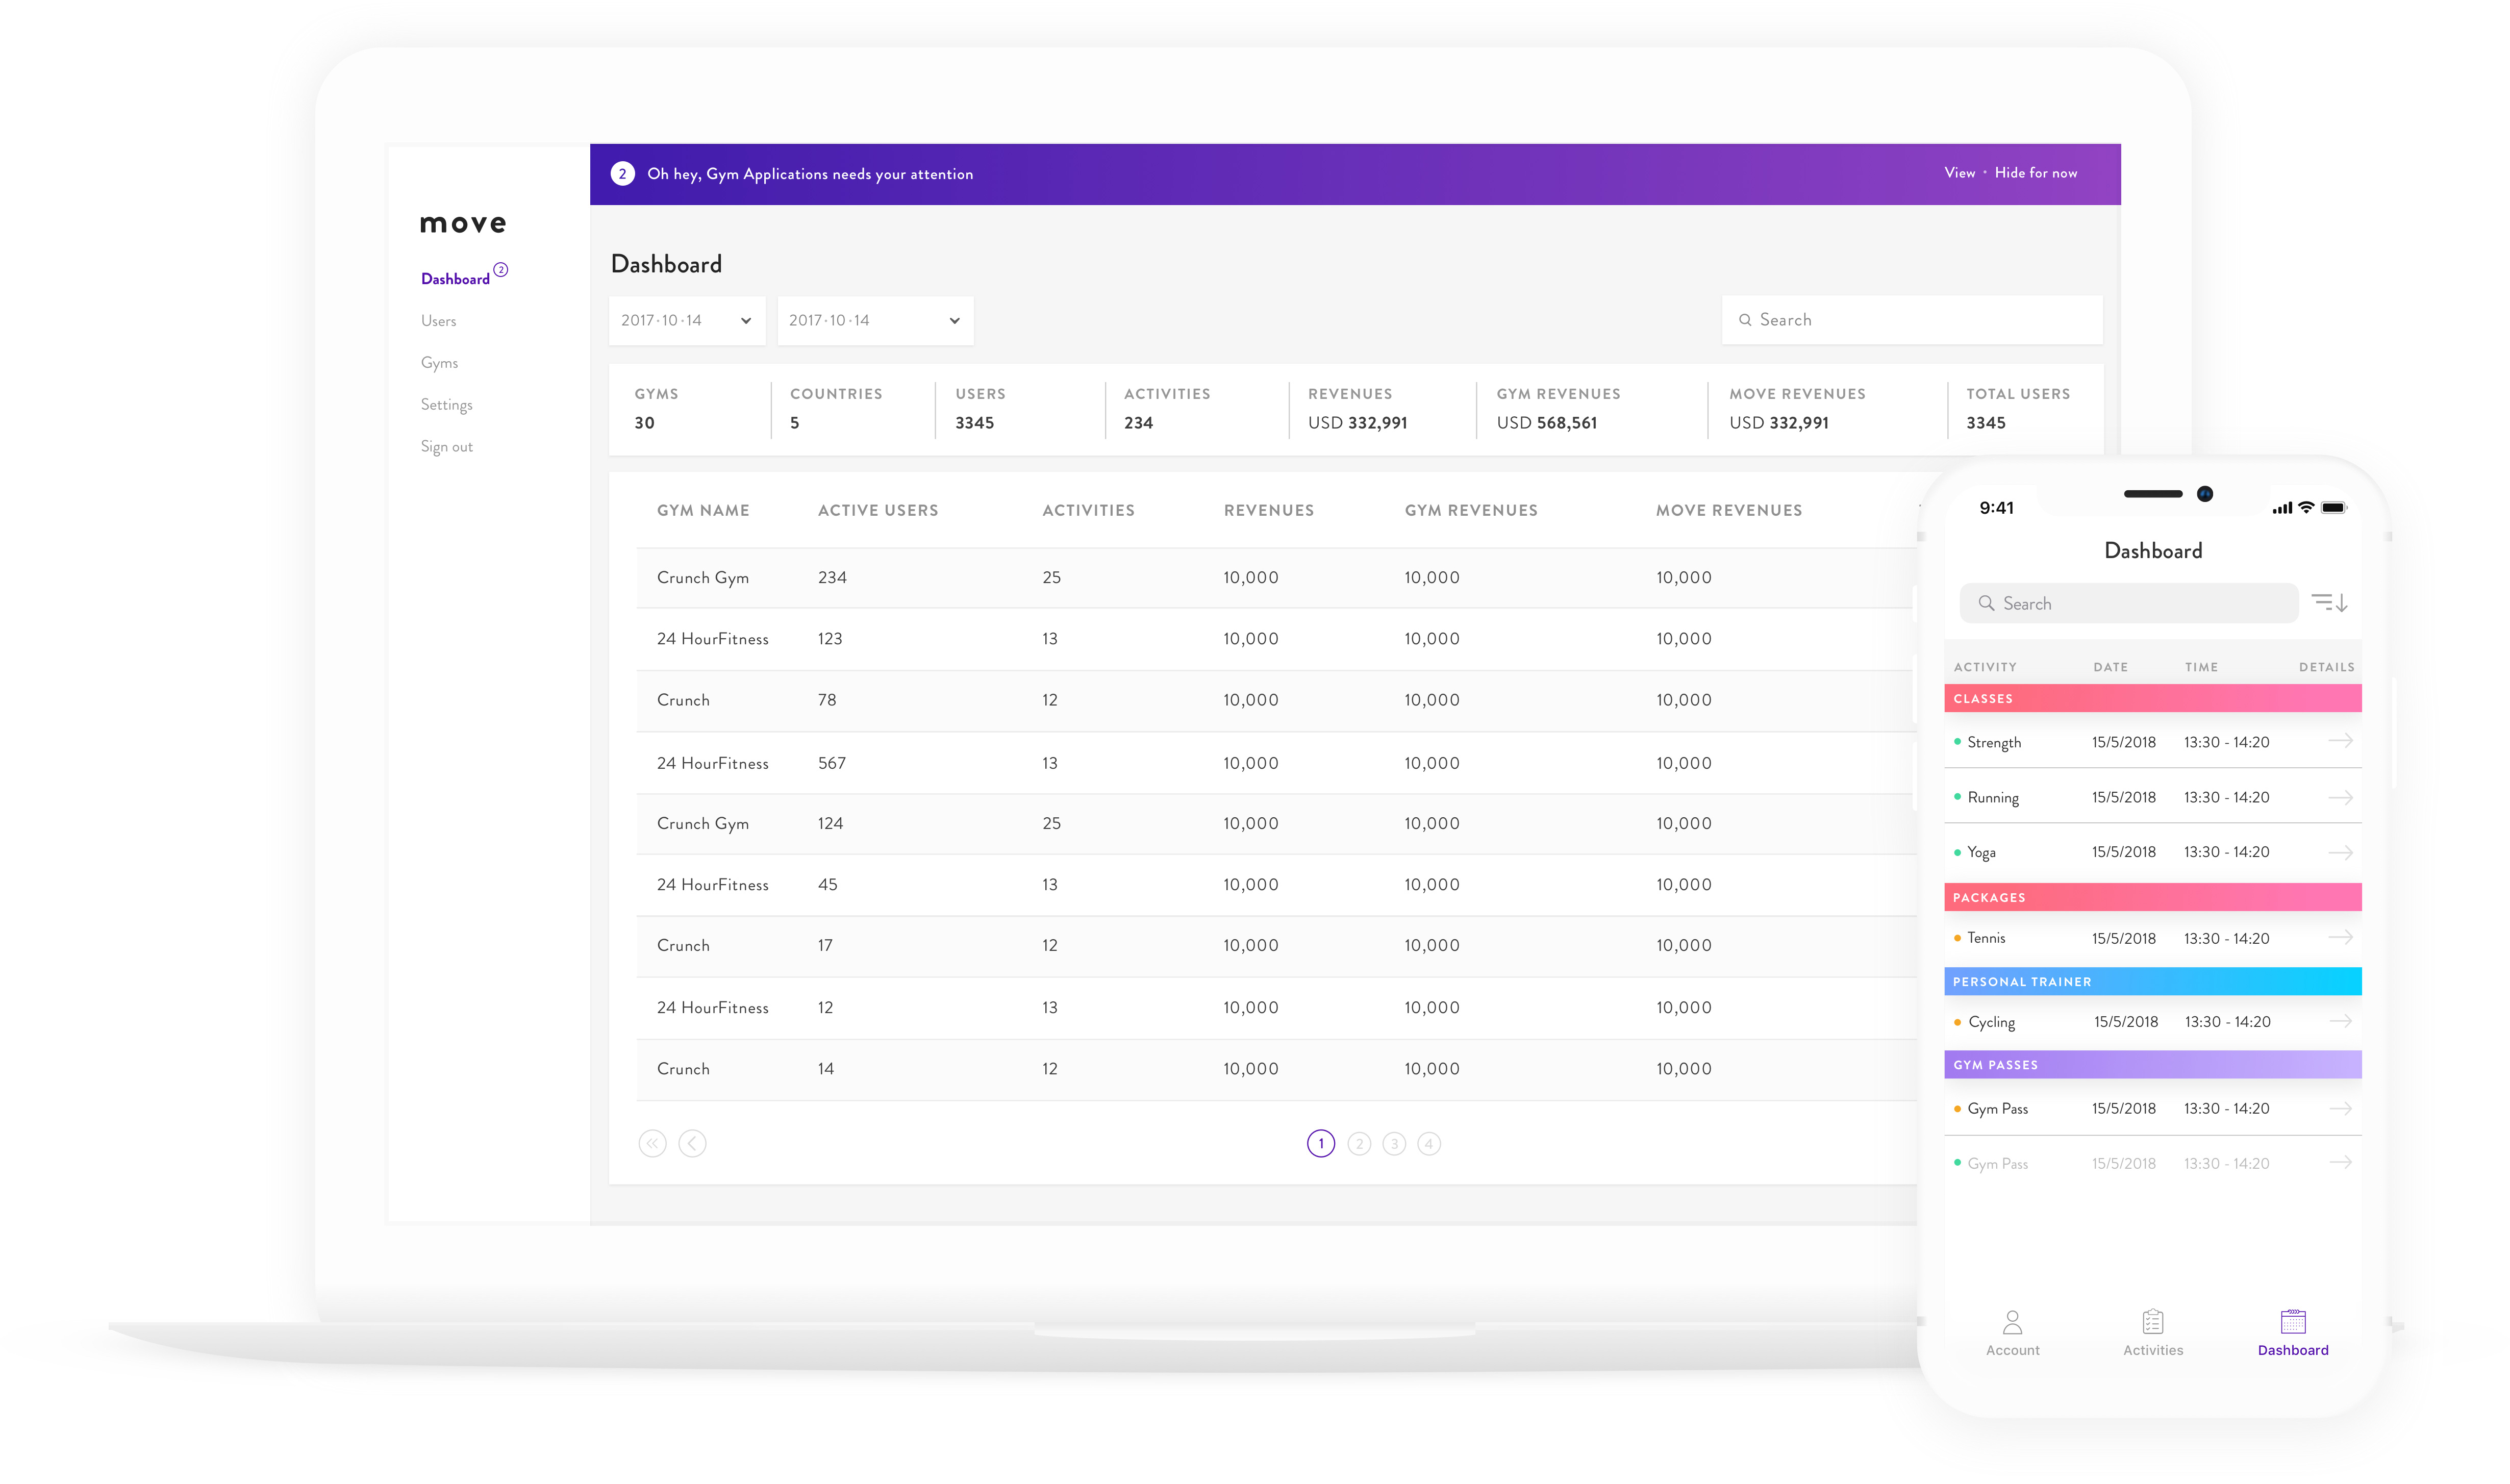 2 Oh hey, Gym Applications needs your attention View • Hide for now
move
Dashboard 2
Users
Gyms
Settings
Sign out
Dashboard
2017·10·14 2017·10·14 Search
GYMS COUNTRIES USERS ACTIVITIES REVENUES GYM REVENUES MOVE REVENUES TOTAL USERS
30 5 3345 234 USD 332,991 USD 568,561 USD 332,991 3345
GYM NAME ACTIVE USERS ACTIVITIES REVENUES GYM REVENUES MOVE REVENUES
Crunch Gym 234 25 10,000 10,000 10,000
24 HourFitness 123 13 10,000 10,000 10,000
Crunch 78 12 10,000 10,000 10,000
24 HourFitness 567 13 10,000 10,000 10,000
Crunch Gym 124 25 10,000 10,000 10,000
24 HourFitness 45 13 10,000 10,000 10,000
Crunch 17 12 10,000 10,000 10,000
24 HourFitness 12 13 10,000 10,000 10,000
Crunch 14 12 10,000 10,000 10,000
1 2 3 4
9:41
Dashboard
Search
ACTIVITY DATE TIME DETAILS
CLASSES
Strength 15/5/2018 13:30 - 14:20
Running 15/5/2018 13:30 - 14:20
Yoga 15/5/2018 13:30 - 14:20
PACKAGES
Tennis 15/5/2018 13:30 - 14:20
PERSONAL TRAINER
Cycling 15/5/2018 13:30 - 14:20
GYM PASSES
Gym Pass 15/5/2018 13:30 - 14:20
Gym Pass 15/5/2018 13:30 - 14:20
Account Activities Dashboard